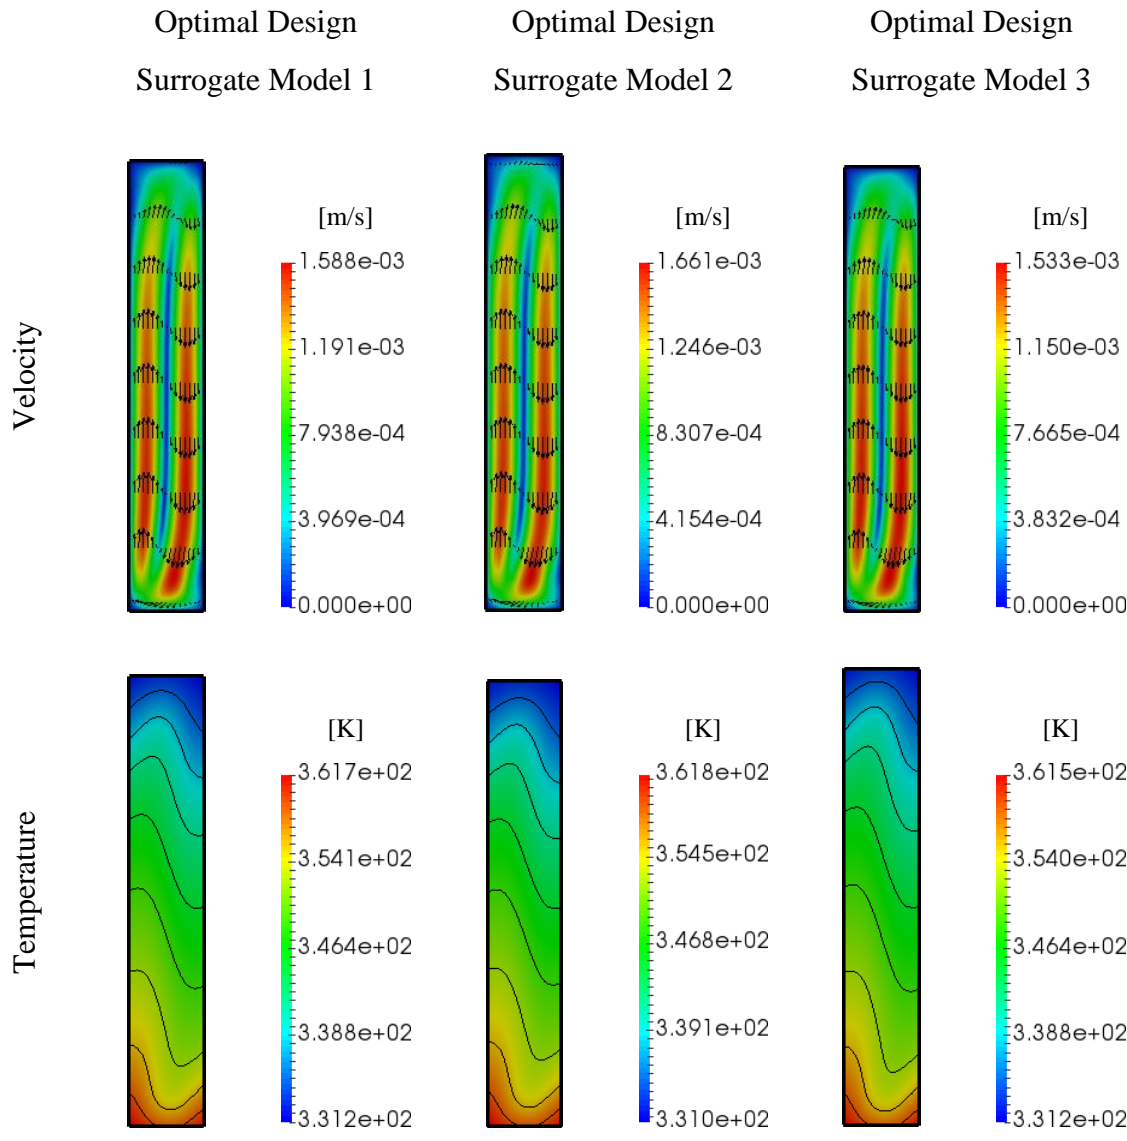 Optimal Design
Surrogate Model 1
Optimal Design
Surrogate Model 2
Optimal Design
Surrogate Model 3
Velocity
[m/s]
1.588e-03
1.191e-03
7.938e-04
3.969e-04
0.000e+00
[m/s]
1.661e-03
1.246e-03
8.307e-04
4.154e-04
0.000e+00
[m/s]
1.533e-03
1.150e-03
7.665e-04
3.832e-04
0.000e+00
Temperature
[K]
3.617e+02
3.541e+02
3.464e+02
3.388e+02
3.312e+02
[K]
3.618e+02
3.545e+02
3.468e+02
3.391e+02
3.310e+02
[K]
3.615e+02
3.540e+02
3.464e+02
3.388e+02
3.312e+02